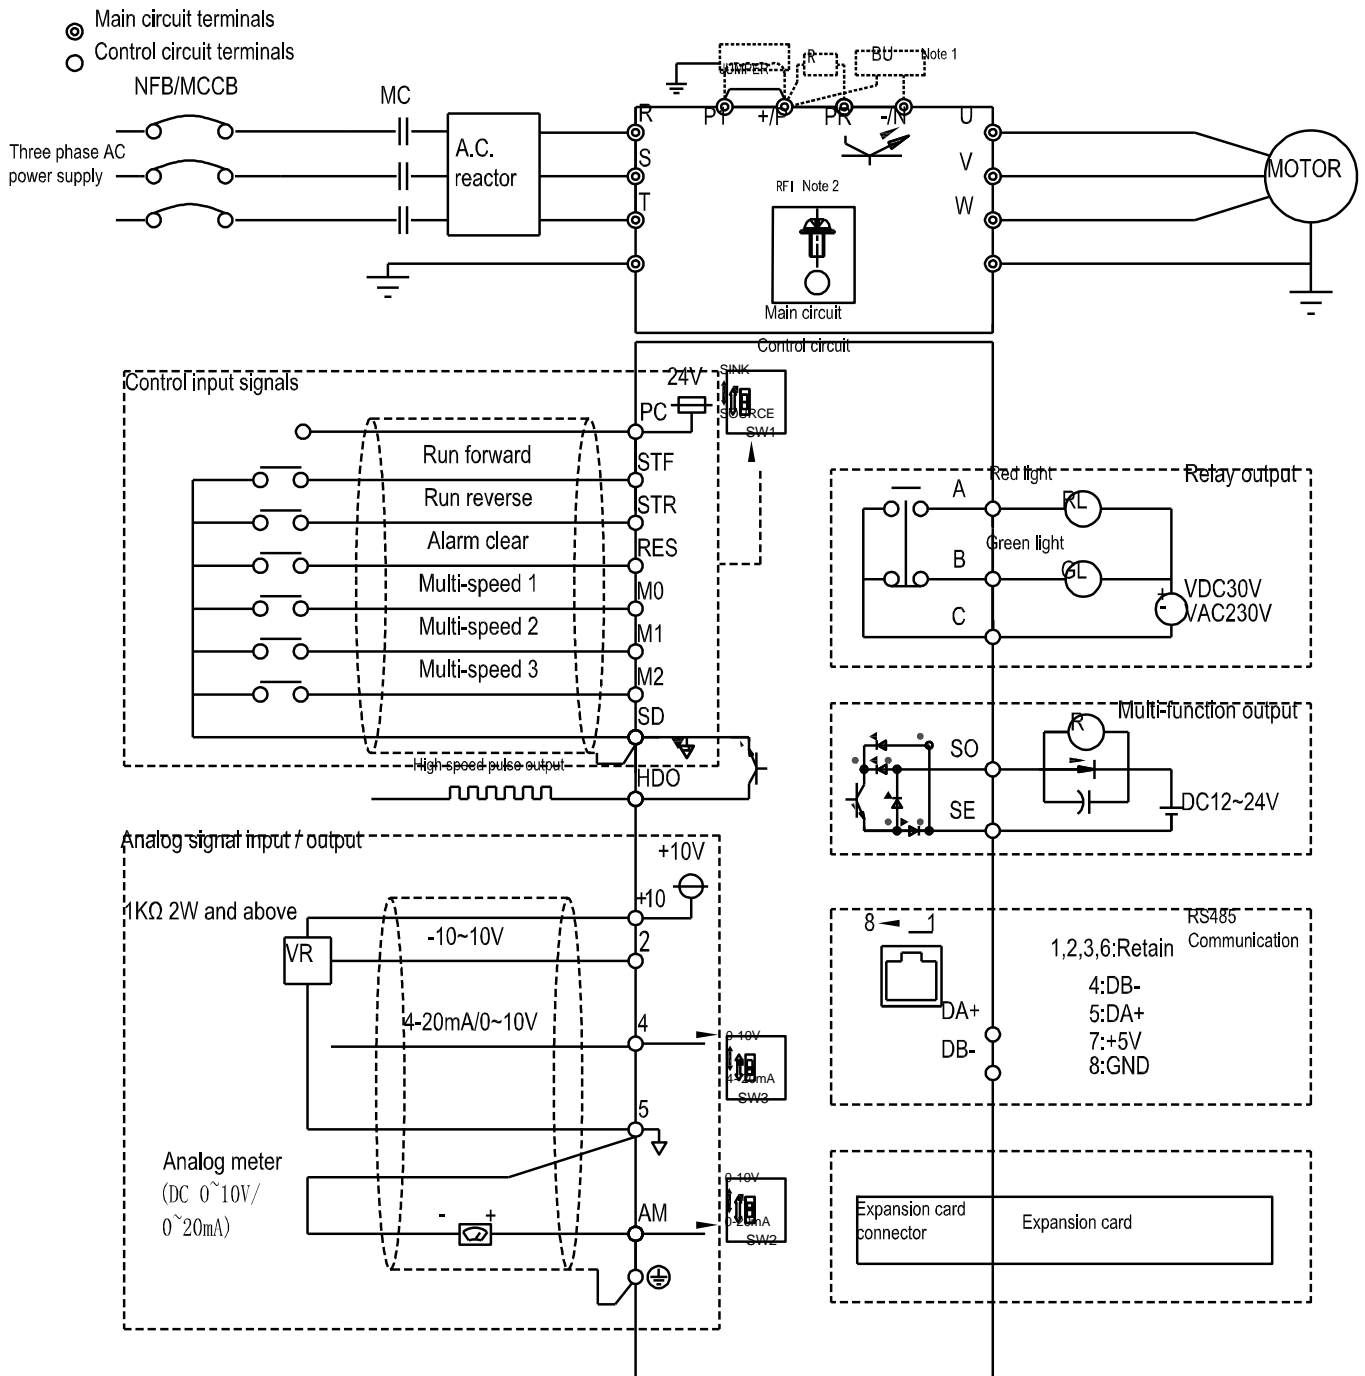 Main circuit terminals
Control circuit terminals
NFB/MCCB
MC
Three phase AC
power supply
A.C.
reactor
JUMPER
R
BU
Note 1
R
P1
+/P
PR
-/N
U
S
V
T
W
MOTOR
RFI Note 2
Main circuit
Control circuit
Control input signals
24V
SINK
SOURCE
SW1
PC
Run forward
STF
Run reverse
STR
Alarm clear
RES
Multi-speed 1
M0
Multi-speed 2
M1
Multi-speed 3
M2
SD
High speed pulse output
HDO
Relay output
Red light
A
RL
Green light
B
GL
C
+
-
VDC30V
VAC230V
Multi-function output
R
SO
SE
DC12~24V
Analog signal input / output
+10V
+10
1KΩ 2W and above
VR
-10~10V
2
4-20mA/0~10V
4
0-10V
4-20mA
SW3
5
Analog meter
(DC 0~10V/
0~20mA)
- +
AM
0-10V
0-20mA
SW2
8 1
RS485
Communication
1,2,3,6:Retain
4:DB-
5:DA+
7:+5V
8:GND
DA+
DB-
Expansion card
connector
Expansion card